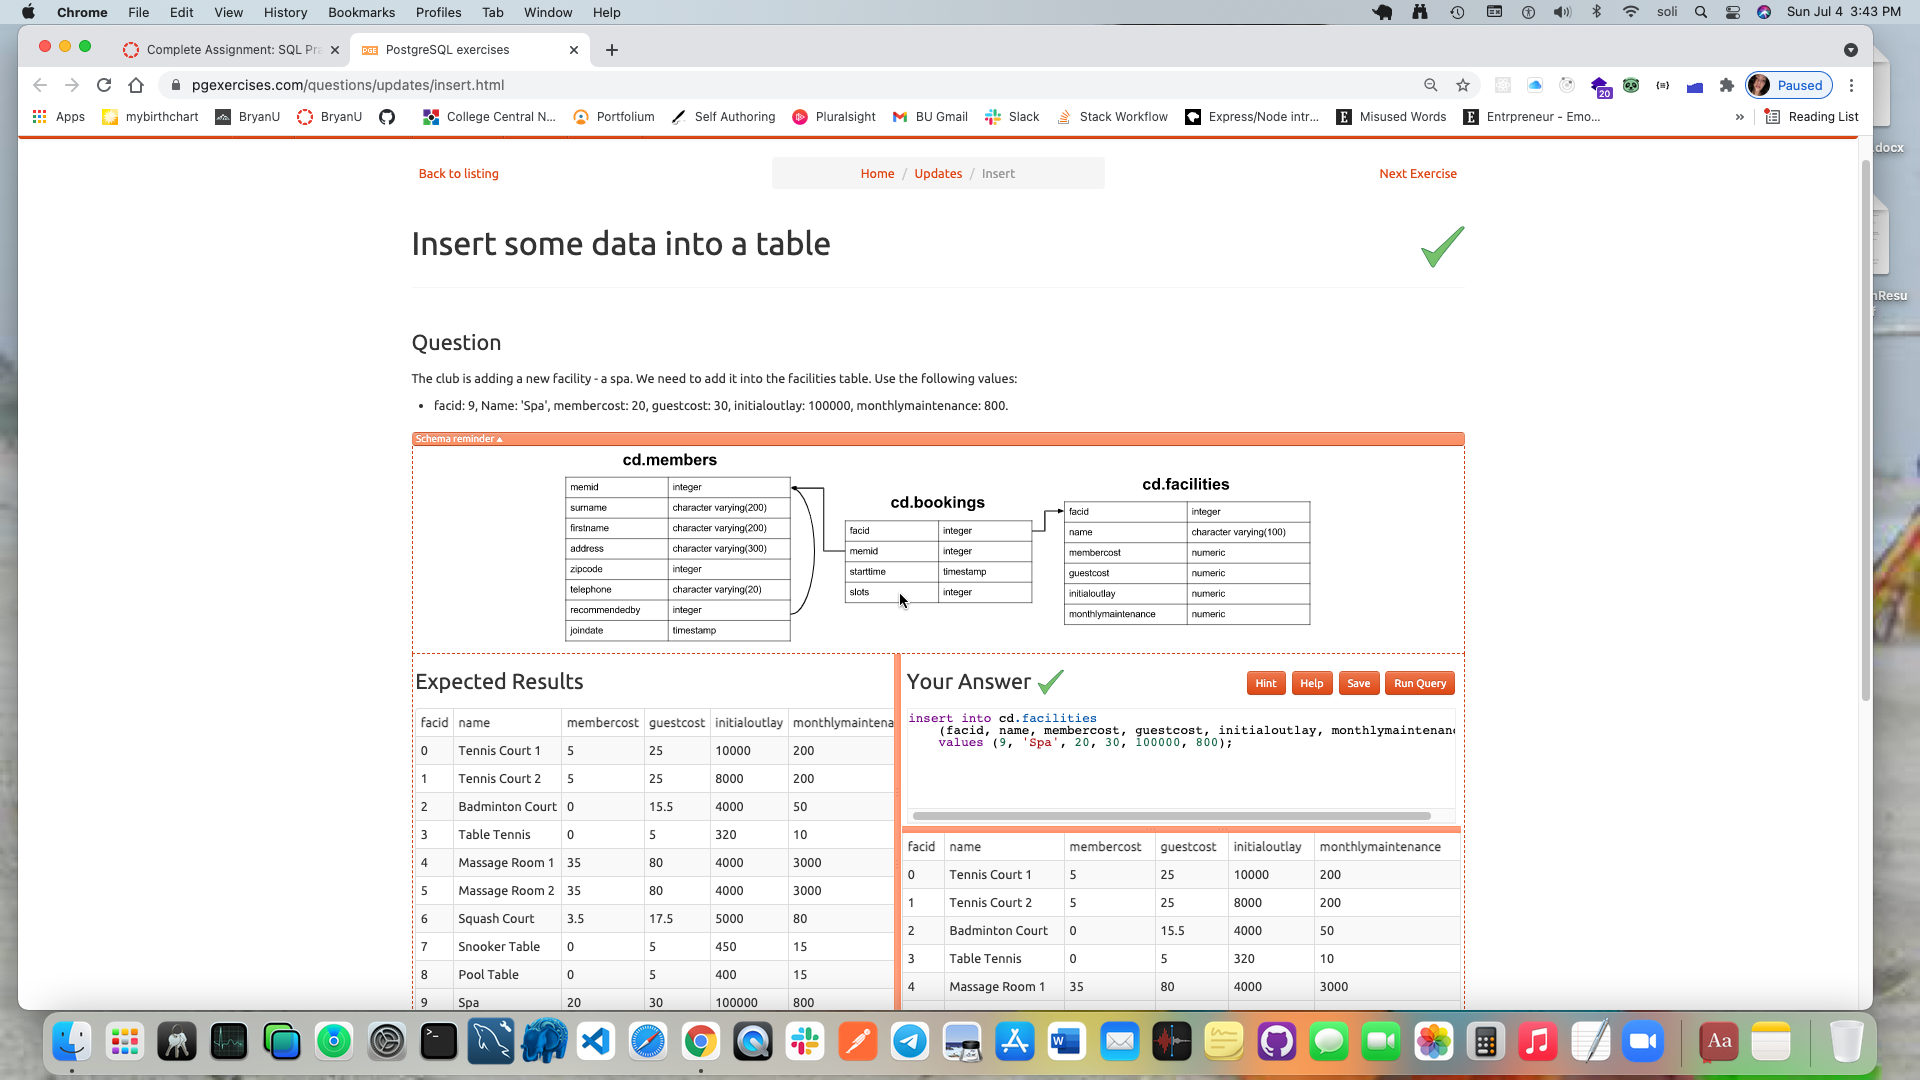 Chrome File Edit View History Bookmarks Profiles Tab Window Help
soli Sun Jul 4 3:43 PM
Complete Assignment: SQL Pr
PGE PostgreSQL exercises
pgexercises.com/questions/updates/insert.html
20
Paused
Apps mybirthchart BryanU BryanU College Central N... Portfolium Self Authoring Pluralsight BU Gmail Slack Stack Workflow Express/Node intr... Misused Words Entrpreneur - Emo... » Reading List
.docx
Back to listing
Home / Updates / Insert
Next Exercise
Insert some data into a table
Question
The club is adding a new facility - a spa. We need to add it into the facilities table. Use the following values:
• facid: 9, Name: 'Spa', membercost: 20, guestcost: 30, initialoutlay: 100000, monthlymaintenance: 800.
Schema reminder
cd.members
memid integer
surname character varying(200)
firstname character varying(200)
address character varying(300)
zipcode integer
telephone character varying(20)
recommendedby integer
joindate timestamp
cd.bookings
facid integer
memid integer
starttime timestamp
slots integer
cd.facilities
facid integer
name character varying(100)
membercost numeric
guestcost numeric
initialoutlay numeric
monthlymaintenance numeric
Expected Results
facid name membercost guestcost initialoutlay monthlymaintena
0 Tennis Court 1 5 25 10000 200
1 Tennis Court 2 5 25 8000 200
2 Badminton Court 0 15.5 4000 50
3 Table Tennis 0 5 320 10
4 Massage Room 1 35 80 4000 3000
5 Massage Room 2 35 80 4000 3000
6 Squash Court 3.5 17.5 5000 80
7 Snooker Table 0 5 450 15
8 Pool Table 0 5 400 15
9 Spa 20 30 100000 800
Your Answer
Hint Help Save Run Query
insert into cd.facilities
(facid, name, membercost, guestcost, initialoutlay, monthlymaintenanc
values (9, 'Spa', 20, 30, 100000, 800);
facid name membercost guestcost initialoutlay monthlymaintenance
0 Tennis Court 1 5 25 10000 200
1 Tennis Court 2 5 25 8000 200
2 Badminton Court 0 15.5 4000 50
3 Table Tennis 0 5 320 10
4 Massage Room 1 35 80 4000 3000
Aa